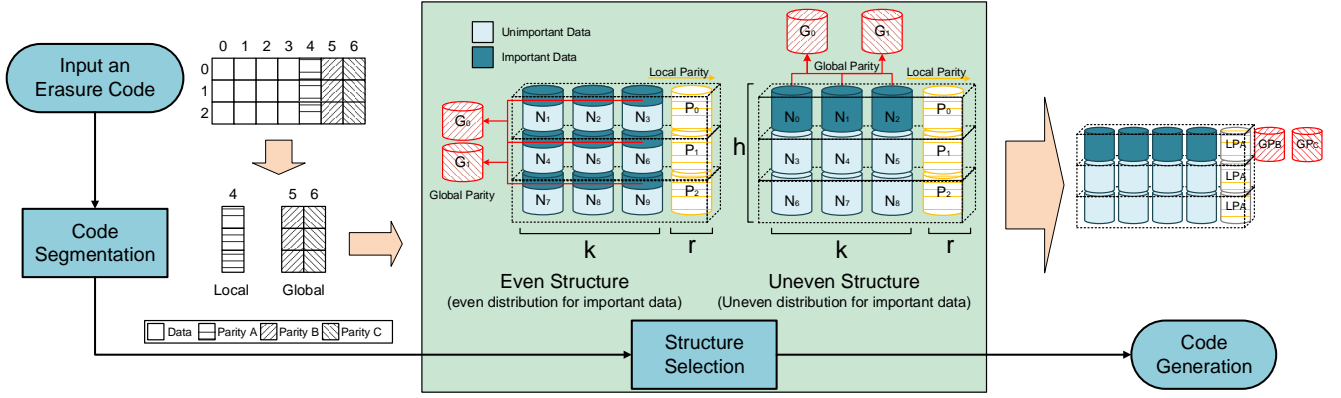 Input an
Erasure Code
0 1 2 3 4 5 6
0
1
2
4
5 6
Local
Global
Code
Segmentation
Data
Parity A
Parity B
Parity C
Unimportant Data
Important Data
Local Parity
G0
G1
Global Parity
N1 N2 N3 P0
N4 N5 N6 P1
N7 N8 N9 P2
k
r
Even Structure
(even distribution for important data)
G0 G1
Global Parity
Local Parity
h
N0 N1 N2 P0
N3 N4 N5 P1
N6 N7 N8 P2
k
r
Uneven Structure
(Uneven distribution for important data)
Structure
Selection
LPA GPB GPC
LPA
LPA
Code
Generation